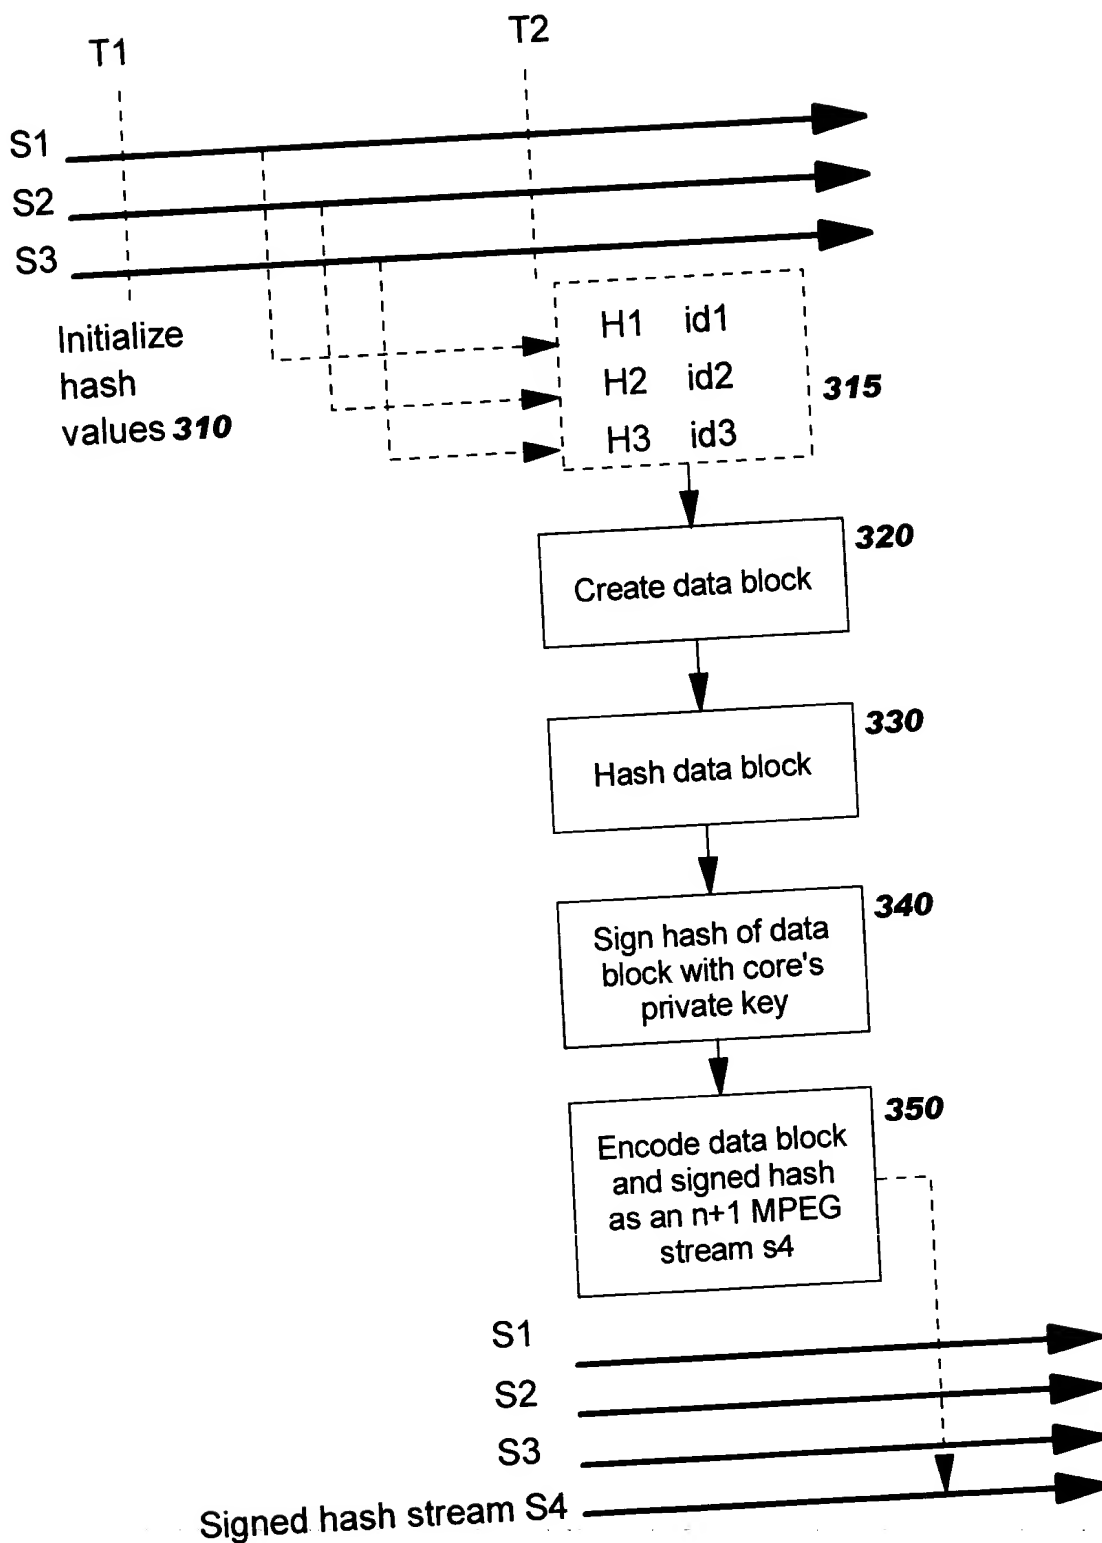 T1
T2
S1
S2
S3
Initialize
hash
values 310
H1 id1
H2 id2
H3 id3
315
320
Create data block
330
Hash data block
340
Sign hash of data
block with core's
private key
350
Encode data block
and signed hash
as an n+1 MPEG
stream s4
S1
S2
S3
Signed hash stream S4